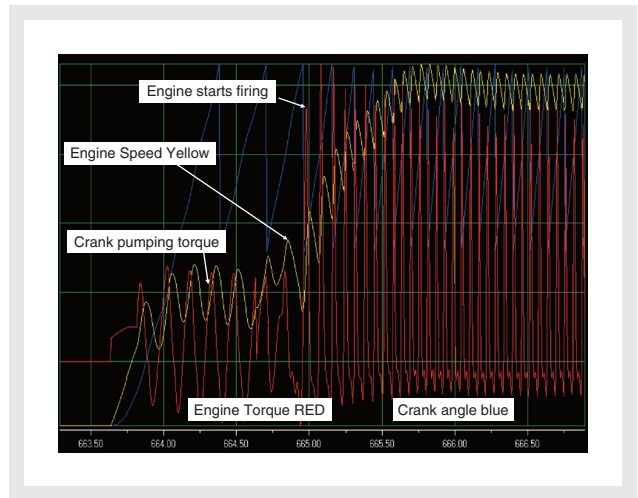 Engine starts firing
Engine Speed Yellow
Crank pumping torque
Engine Torque RED
Crank angle blue
663.50 664.00 664.50 665.00 665.50 666.00 666.50